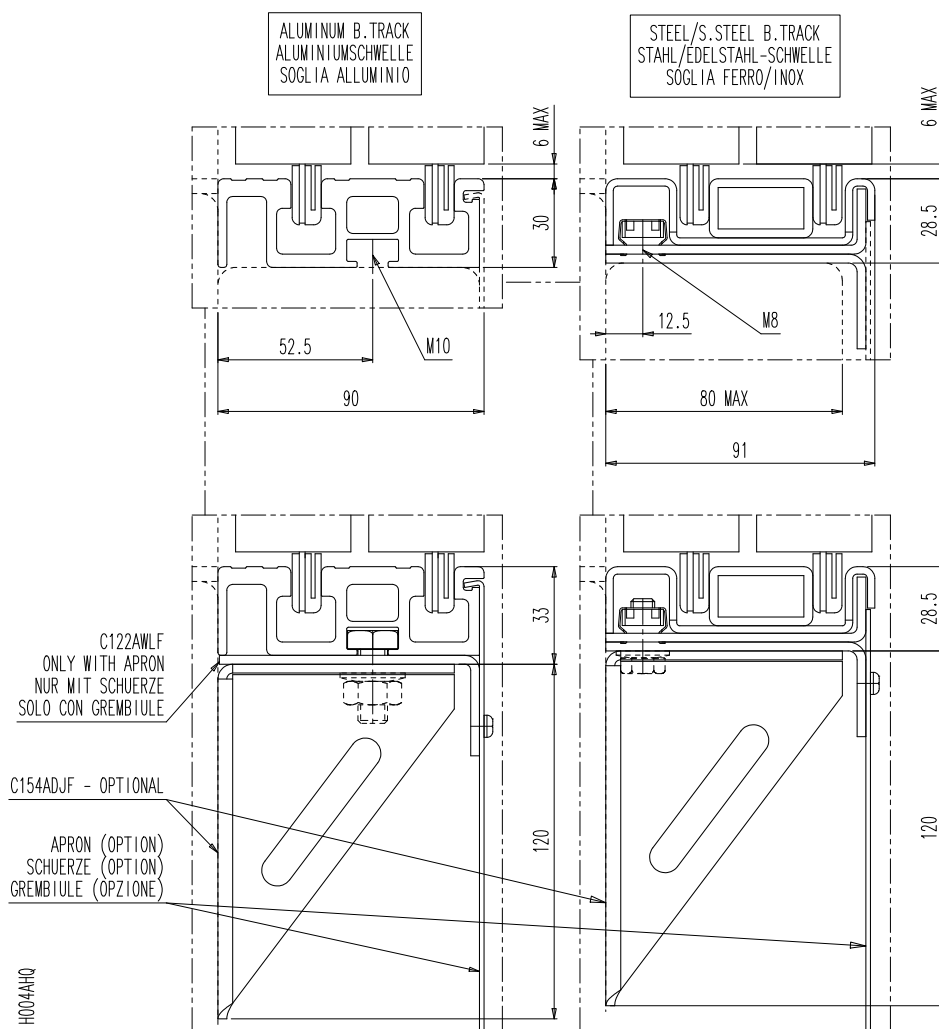 ALUMINUM B.TRACK
ALUMINIUMSCHWELLE
SOGLIA ALLUMINIO
STEEL/S.STEEL B.TRACK
STAHL/EDELSTAHL-SCHWELLE
SOGLIA FERRO/INOX
6 MAX
30
52.5
M10
90
6 MAX
28.5
12.5
M8
80 MAX
91
C122AWLF
ONLY WITH APRON
NUR MIT SCHUERZE
SOLO CON GREMBIULE
33
28.5
C154ADJF - OPTIONAL
APRON (OPTION)
SCHUERZE (OPTION)
GREMBIULE (OPZIONE)
120
120
H004AHQ